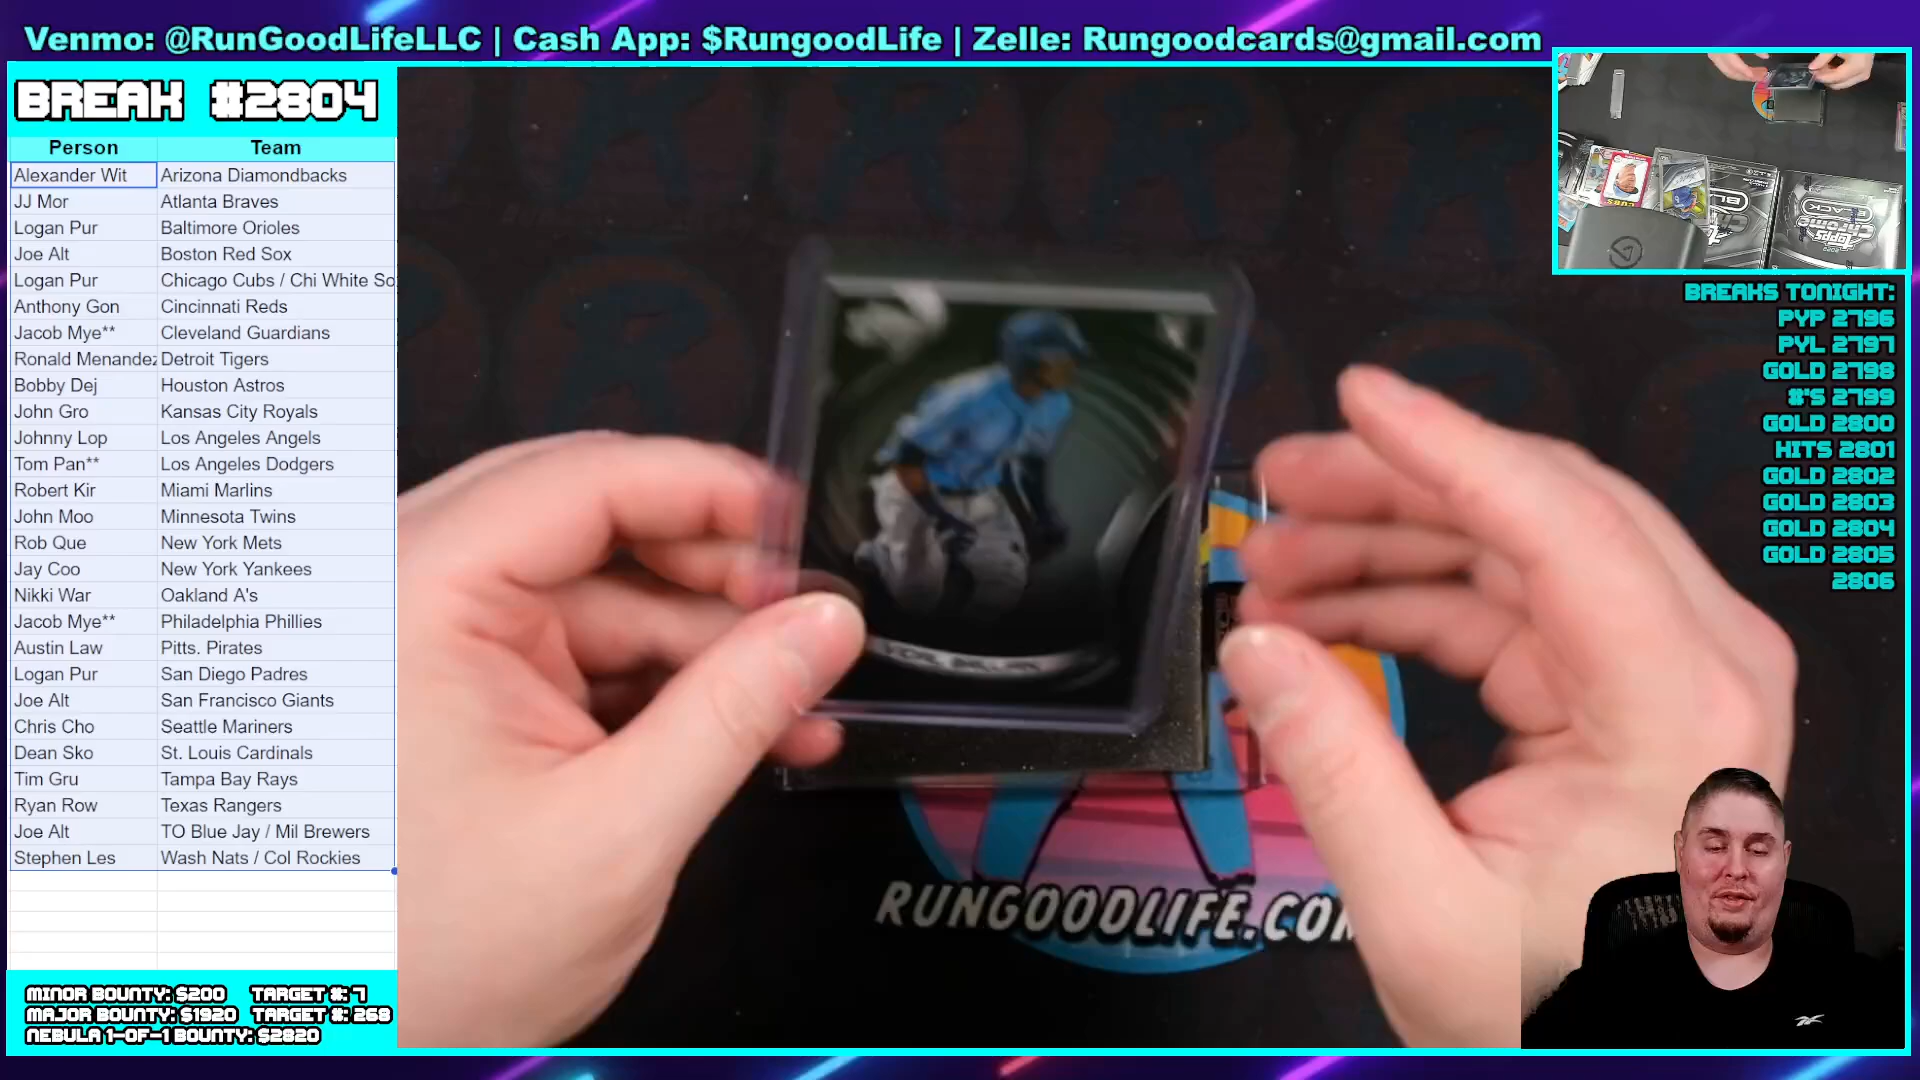 Venmo: @RunGoodLifeLLC | Cash App: $RungoodLife | Zelle: Rungoodcards@gmail.com
BREAK #2804
Person Team
Alexander Wit Arizona Diamondbacks
JJ Mor Atlanta Braves
Logan Pur Baltimore Orioles
Joe Alt Boston Red Sox
Logan Pur Chicago Cubs / Chi White So
Anthony Gon Cincinnati Reds
Jacob Mye** Cleveland Guardians
Ronald Menandez Detroit Tigers
Bobby Dej Houston Astros
John Gro Kansas City Royals
Johnny Lop Los Angeles Angels
Tom Pan** Los Angeles Dodgers
Robert Kir Miami Marlins
John Moo Minnesota Twins
Rob Que New York Mets
Jay Coo New York Yankees
Nikki War Oakland A's
Jacob Mye** Philadelphia Phillies
Austin Law Pitts. Pirates
Logan Pur San Diego Padres
Joe Alt San Francisco Giants
Chris Cho Seattle Mariners
Dean Sko St. Louis Cardinals
Tim Gru Tampa Bay Rays
Ryan Row Texas Rangers
Joe Alt TO Blue Jay / Mil Brewers
Stephen Les Wash Nats / Col Rockies
MINOR BOUNTY: $200 TARGET #: 7
MAJOR BOUNTY: $1920 TARGET #: 268
NEBULA 1-OF-1 BOUNTY: $2820
RUNGOODLIFE.COM
CUBS
Topps Chrome BLACK
BREAKS TONIGHT:
PYP 2796
PYL 2797
GOLD 2798
#'S 2799
GOLD 2800
HITS 2801
GOLD 2802
GOLD 2803
GOLD 2804
GOLD 2805
2806